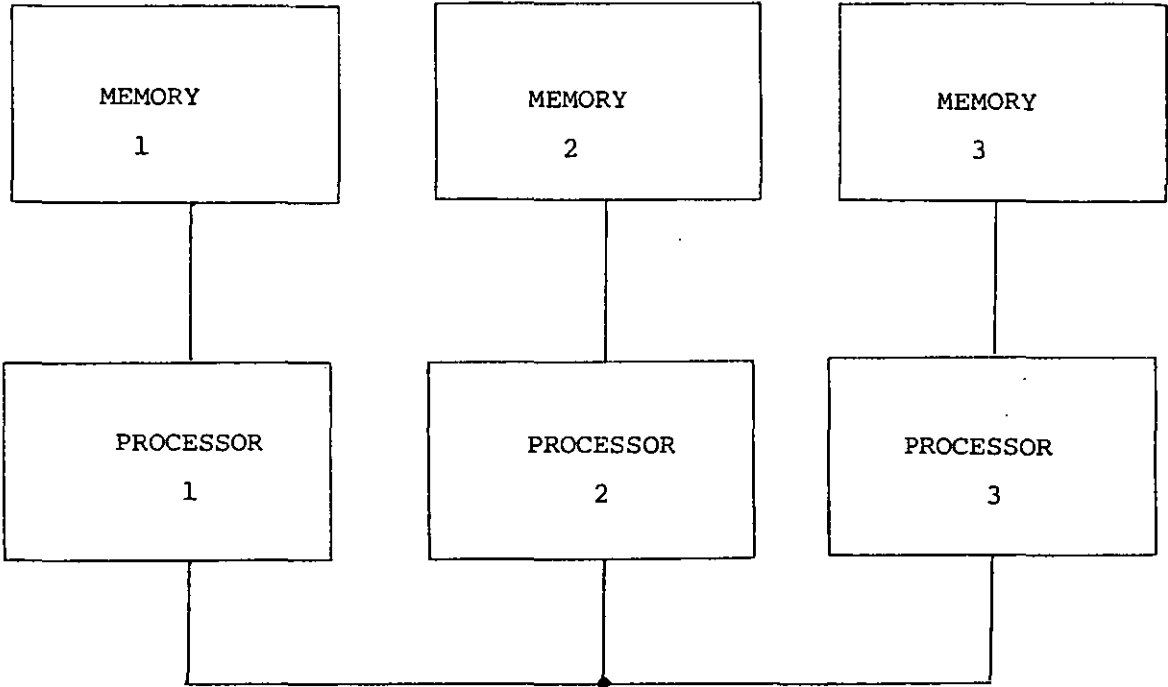 MEMORY
1
MEMORY
2
MEMORY
3
PROCESSOR
1
PROCESSOR
2
PROCESSOR
3